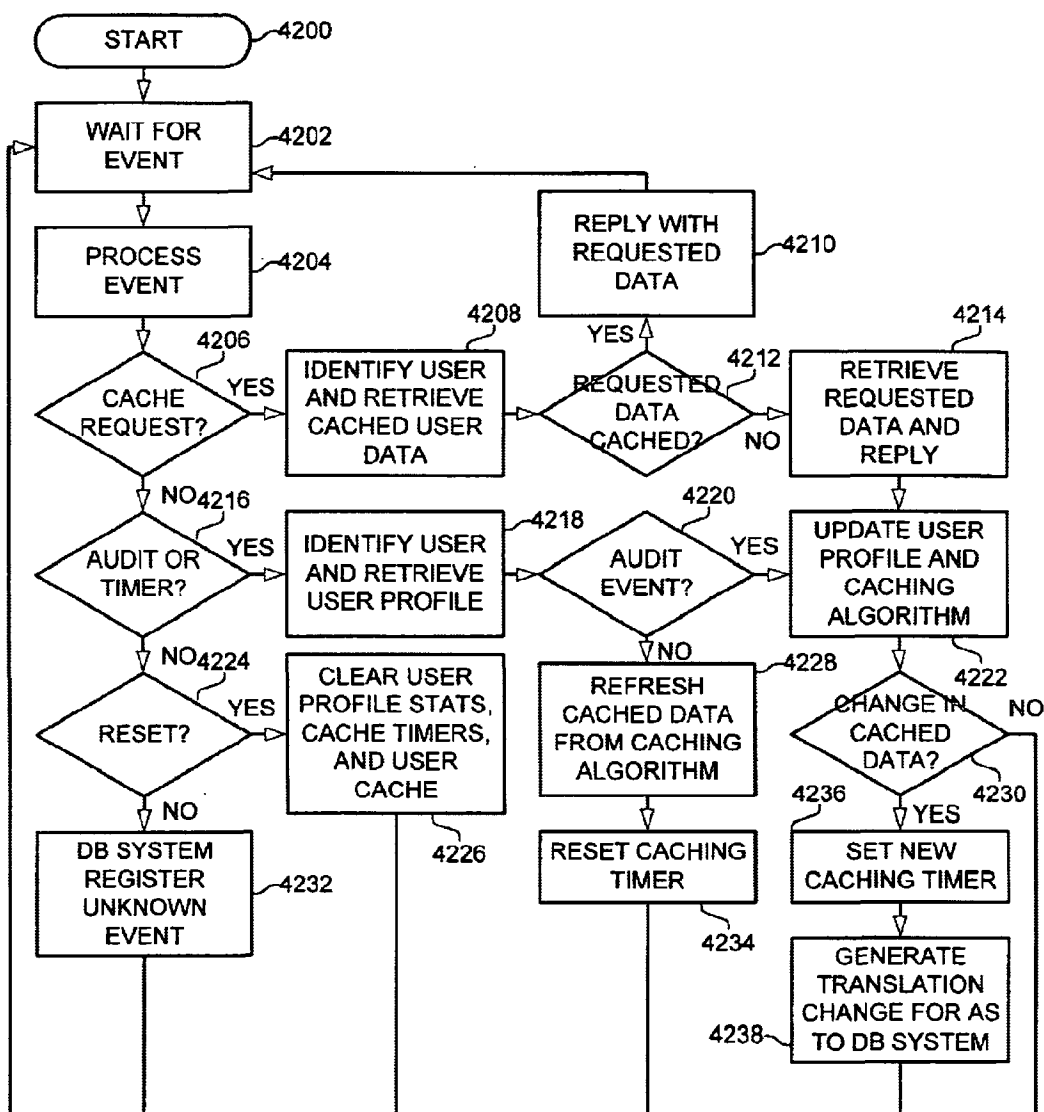 START
4200
WAIT FOR
EVENT
4202
PROCESS
EVENT
4204
REPLY WITH
REQUESTED
DATA
4210
4206
CACHE
REQUEST?
YES
NO
4208
IDENTIFY USER
AND RETRIEVE
CACHED USER
DATA
YES
4212
REQUESTED
DATA
CACHED?
NO
4214
RETRIEVE
REQUESTED
DATA AND
REPLY
4216
AUDIT OR
TIMER?
YES
NO
4218
IDENTIFY USER
AND RETRIEVE
USER PROFILE
4220
AUDIT
EVENT?
YES
NO
UPDATE USER
PROFILE AND
CACHING
ALGORITHM
4222
4224
RESET?
YES
NO
CLEAR USER
PROFILE STATS,
CACHE TIMERS,
AND USER
CACHE
4226
4228
REFRESH
CACHED DATA
FROM CACHING
ALGORITHM
CHANGE IN
CACHED
DATA?
NO
4230
YES
DB SYSTEM
REGISTER
UNKNOWN
EVENT
4232
RESET CACHING
TIMER
4234
4236
SET NEW
CACHING TIMER
GENERATE
TRANSLATION
CHANGE FOR AS
TO DB SYSTEM
4238